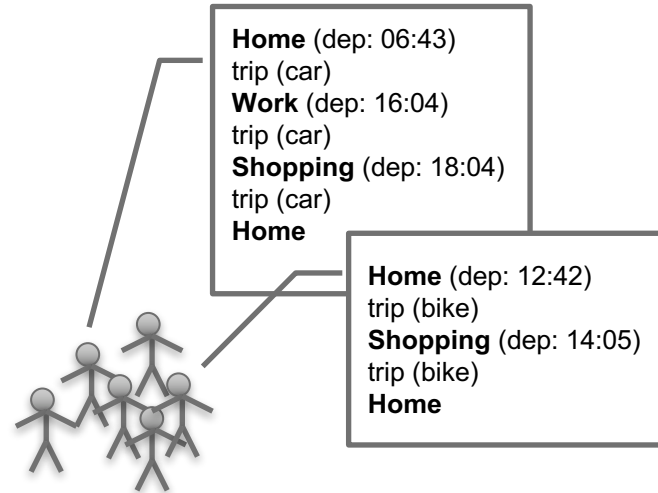 Home (dep: 06:43)
trip (car)
Work (dep: 16:04)
trip (car)
Shopping (dep: 18:04)
trip (car)
Home
Home (dep: 12:42)
trip (bike)
Shopping (dep: 14:05)
trip (bike)
Home